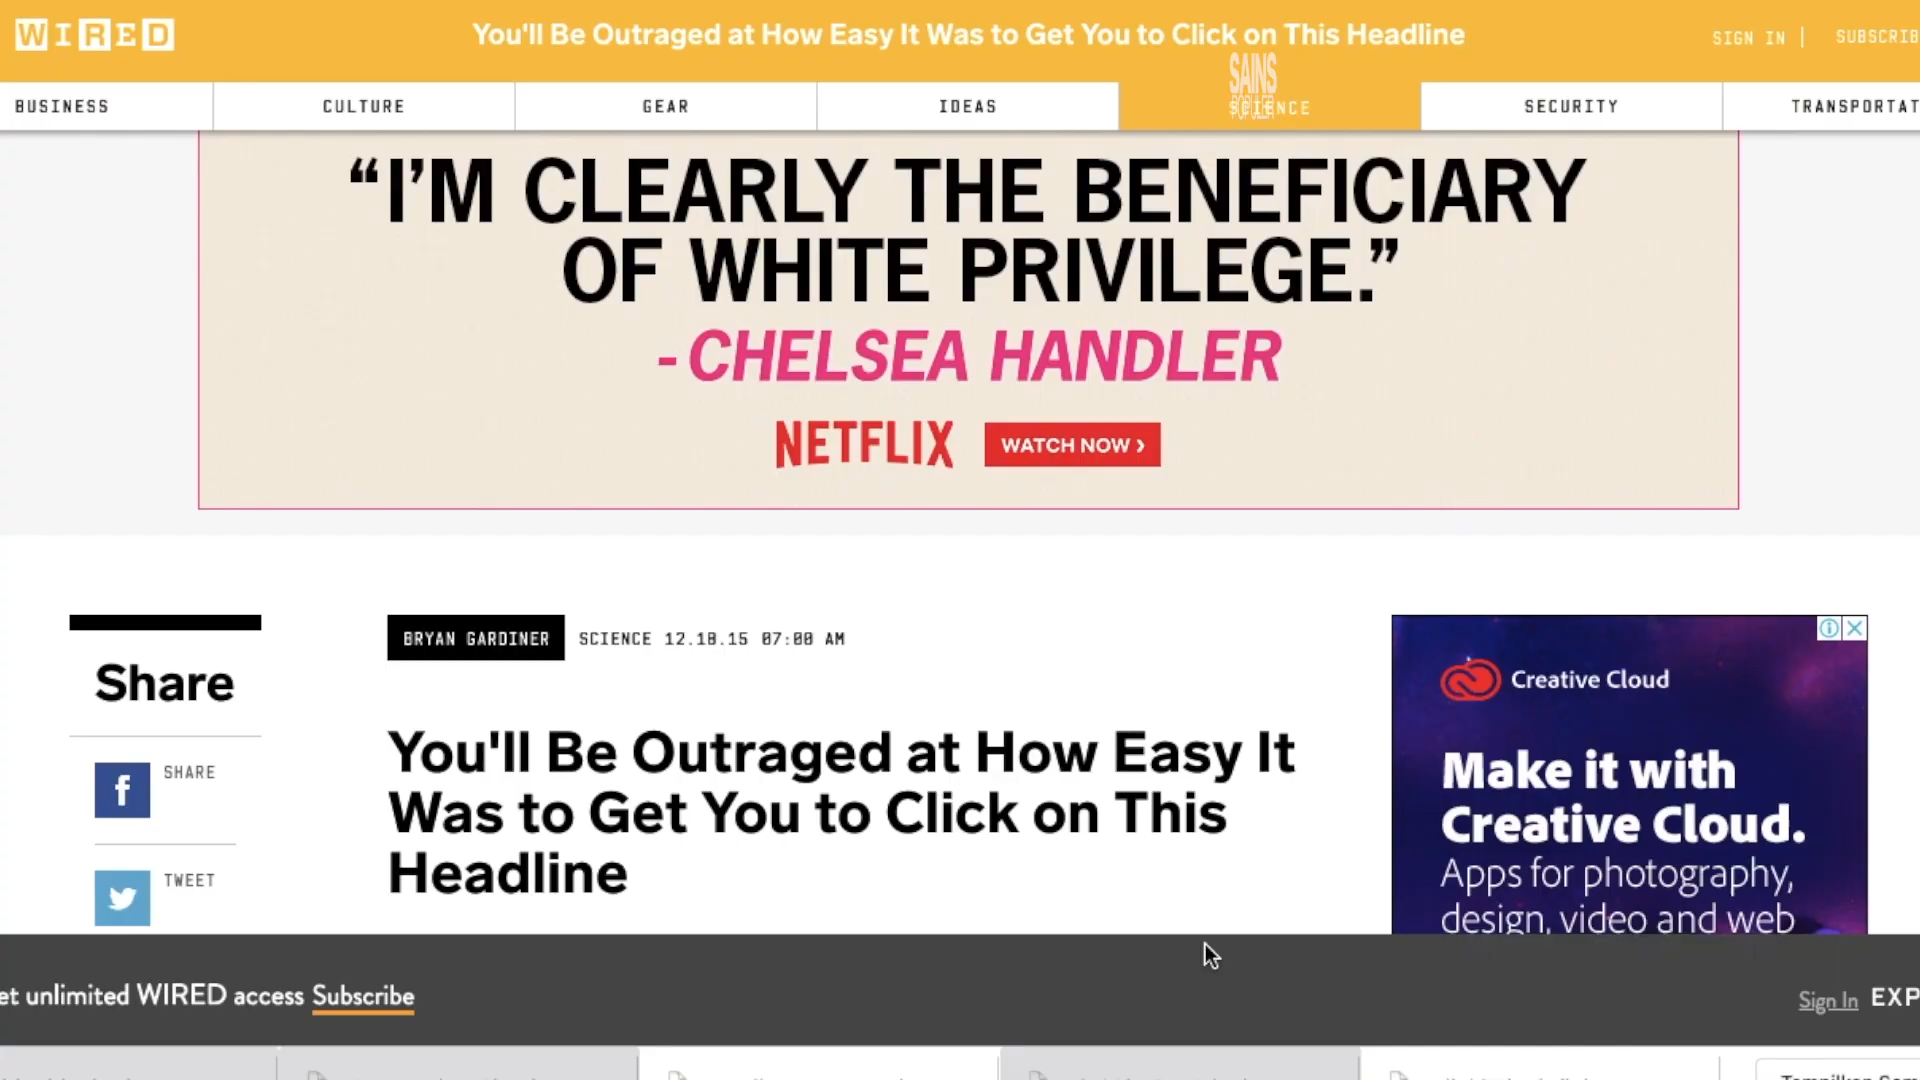 WIRED
You'll Be Outraged at How Easy It Was to Get You to Click on This Headline
SIGN IN | SUBSCRIB
SAINS
POPULER
BUSINESS
CULTURE
GEAR
IDEAS
SCIENCE
SECURITY
TRANSPORTAT
“I’M CLEARLY THE BENEFICIARY
OF WHITE PRIVILEGE.”
- CHELSEA HANDLER
NETFLIX
WATCH NOW ›
Share
SHARE
TWEET
BRYAN GARDINER
SCIENCE 12.18.15 07:00 AM
You'll Be Outraged at How Easy It
Was to Get You to Click on This
Headline
Creative Cloud
Make it with
Creative Cloud.
Apps for photography,
design, video and web
et unlimited WIRED access Subscribe
Sign In EXP